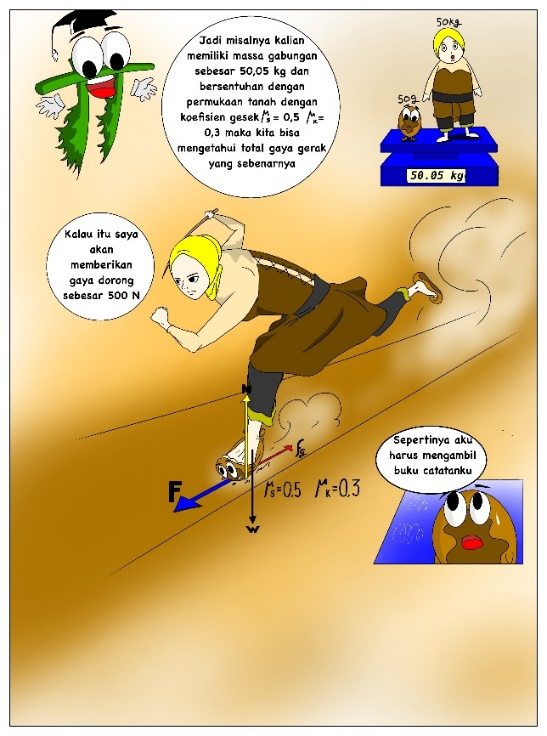 Jadi misalnya kalian
memiliki massa gabungan
sebesar 50,05 kg dan
bersentuhan dengan
permukaan tanah dengan
koefisien gesek μs = 0,5 μk =
0,3 maka kita bisa
mengetahui total gaya gerak
yang sebenarnya
50kg
50g
50.05 kg
Kalau itu saya
akan
memberikan
gaya dorong
sebesar 500 N
N
fg
F
μs=0.5 μk=0,3
w
Sepertinya aku
harus mengambil
buku catatanku